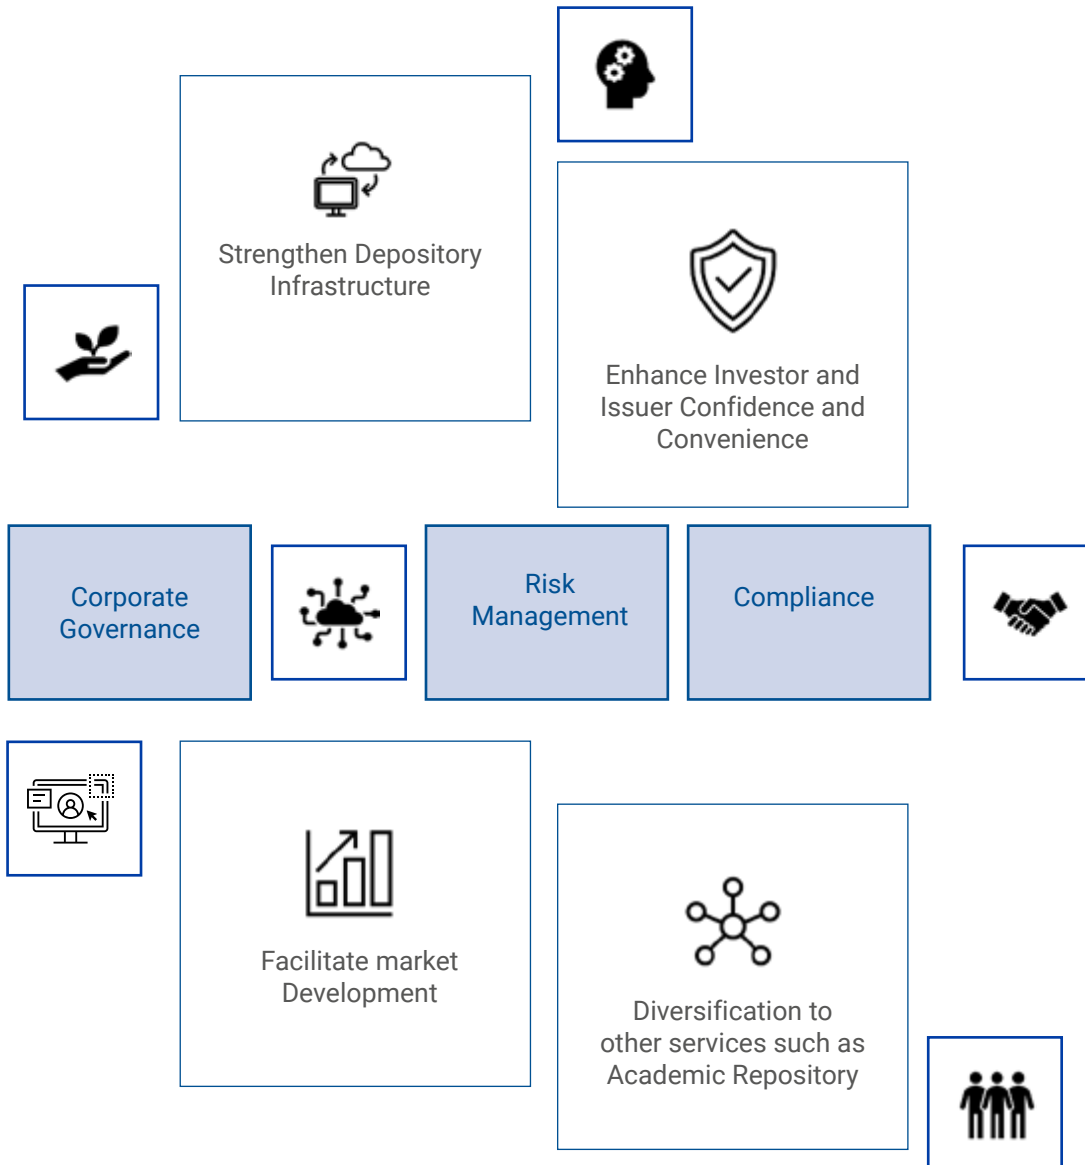 Strengthen Depository
Infrastructure
Enhance Investor and
Issuer Confidence and
Convenience
Corporate
Governance
Risk
Management
Compliance
Facilitate market
Development
Diversification to
other services such as
Academic Repository